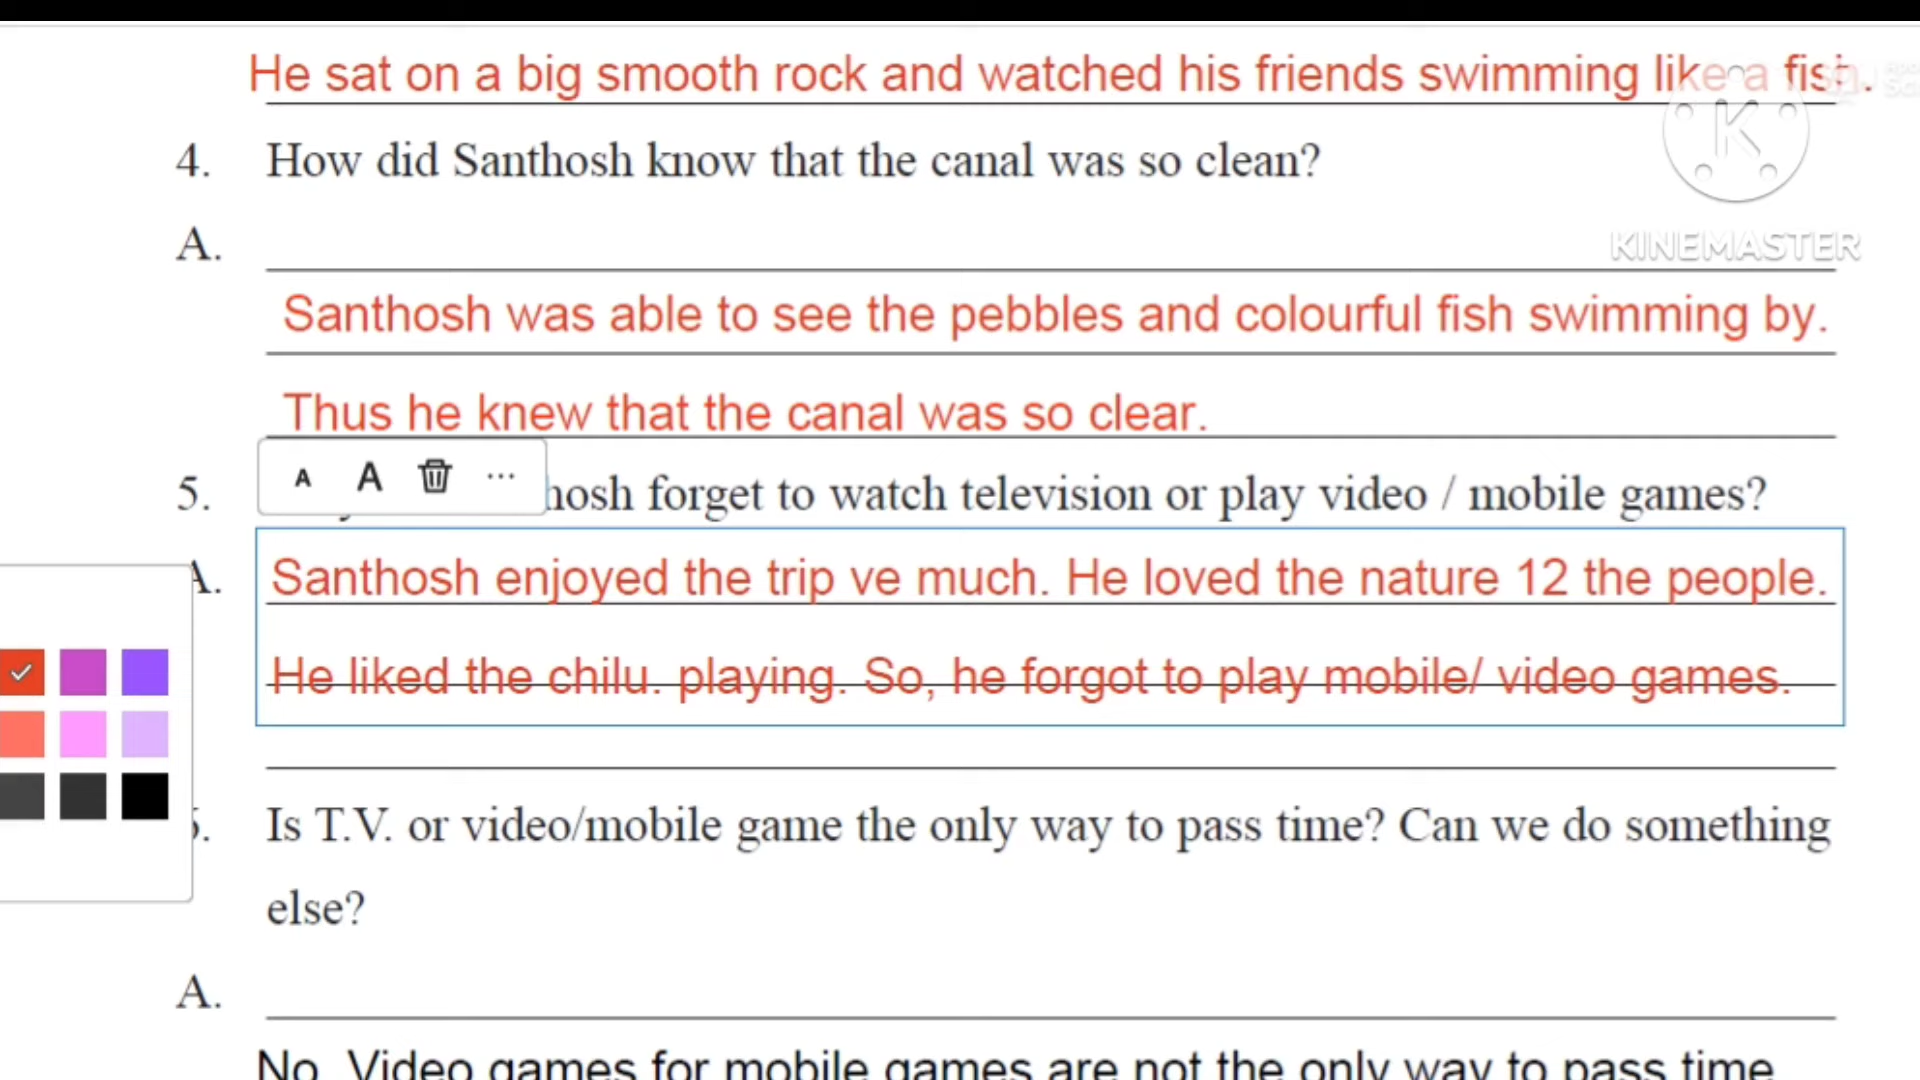 He sat on a big smooth rock and watched his friends swimming like a fish.
4. How did Santhosh know that the canal was so clean?
K
A.
KINEMASTER
Santhosh was able to see the pebbles and colourful fish swimming by.
Thus he knew that the canal was so clear.
A A ...
5. hosh forget to watch television or play video / mobile games?
A. Santhosh enjoyed the trip ve much. He loved the nature 12 the people.
He liked the chilu. playing. So, he forgot to play mobile/ video games.
Is T.V. or video/mobile game the only way to pass time? Can we do something
else?
A.
No Video games for mobile games are not the only way to pass time